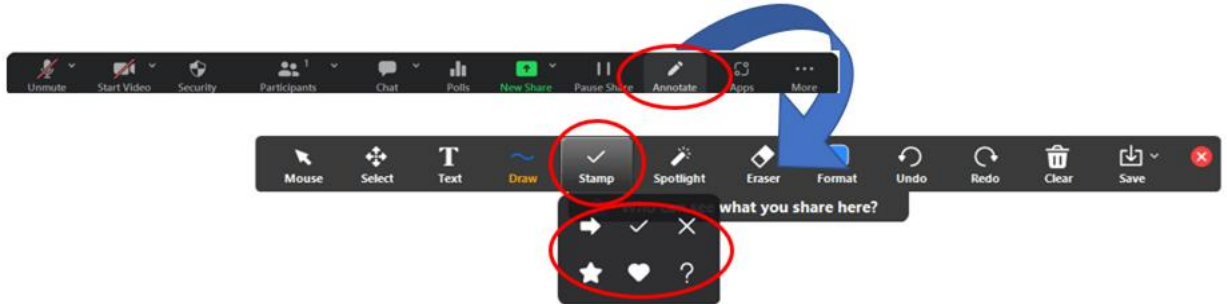 1
Unmute Start Video Security Participants Chat Polls New Share Pause Share Annotate Apps More
T
Mouse Select Text Draw Stamp Spotlight Eraser Format Undo Redo Clear Save
see what you share here?
?